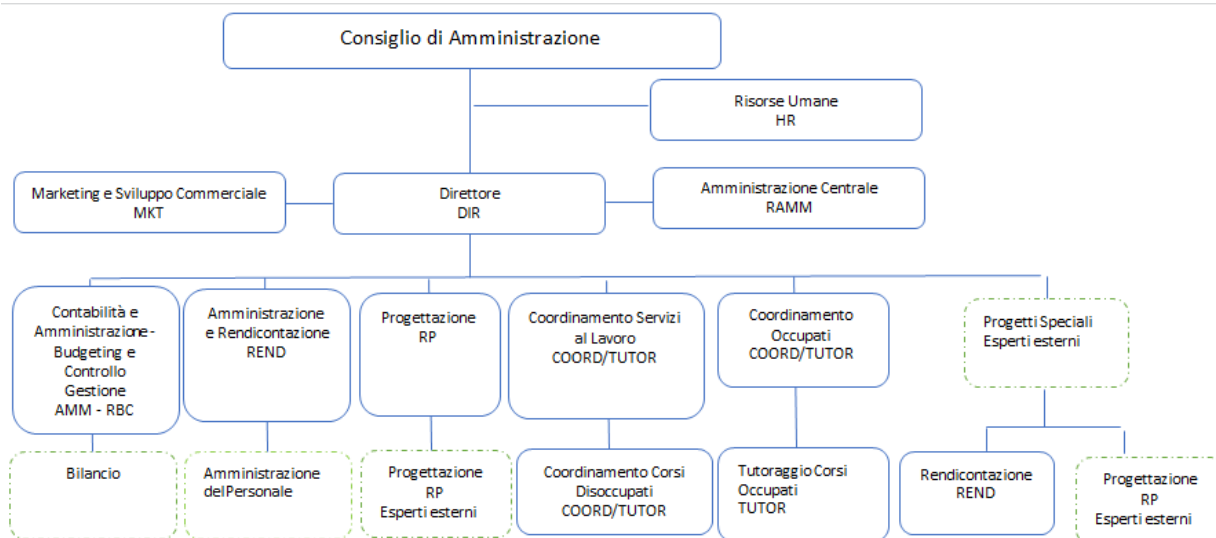 Consiglio di Amministrazione
Risorse Umane
HR
Marketing e Sviluppo Commerciale
MKT
Direttore
DIR
Amministrazione Centrale
RAMM
Contabilità e
Amministrazione -
Budgeting e
Controllo
Gestione
AMM - RBC
Amministrazione
e Rendicontazione
REND
Progettazione
RP
Coordinamento Servizi
al Lavoro
COORD/TUTOR
Coordinamento
Occupati
COORD/TUTOR
Progetti Speciali
Esperti esterni
Bilancio
Amministrazione
del Personale
Progettazione
RP
Esperti esterni
Coordinamento Corsi
Disoccupati
COORD/TUTOR
Tutoraggio Corsi
Occupati
TUTOR
Rendicontazione
REND
Progettazione
RP
Esperti esterni